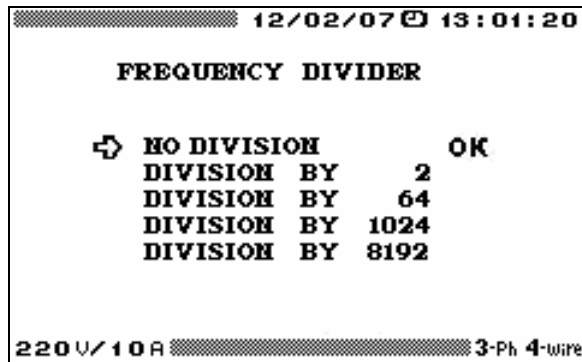 12/02/07 13:01:20
FREQUENCY DIVIDER
NO DIVISION OK
DIVISION BY 2
DIVISION BY 64
DIVISION BY 1024
DIVISION BY 8192
220V/10A 3-Ph 4-wire